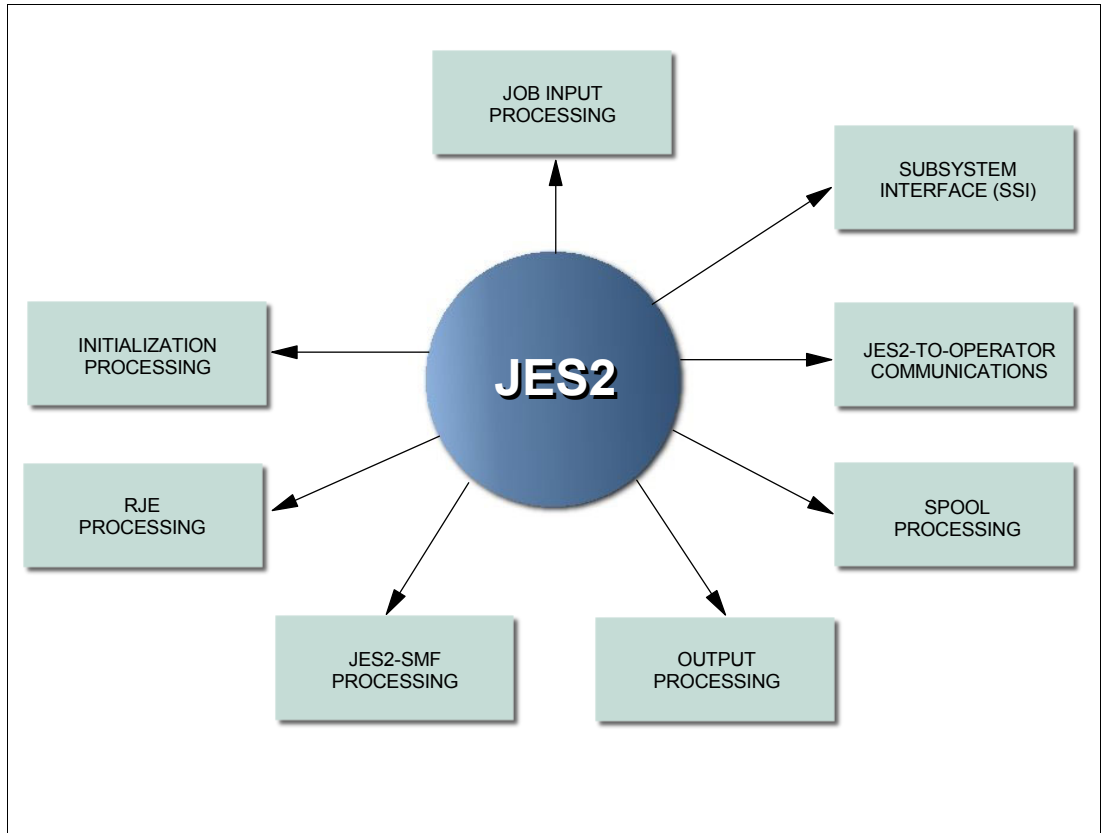 JOB INPUT
PROCESSING
SUBSYSTEM
INTERFACE (SSI)
INITIALIZATION
PROCESSING
JES2
JES2-TO-OPERATOR
COMMUNICATIONS
RJE
PROCESSING
SPOOL
PROCESSING
JES2-SMF
PROCESSING
OUTPUT
PROCESSING